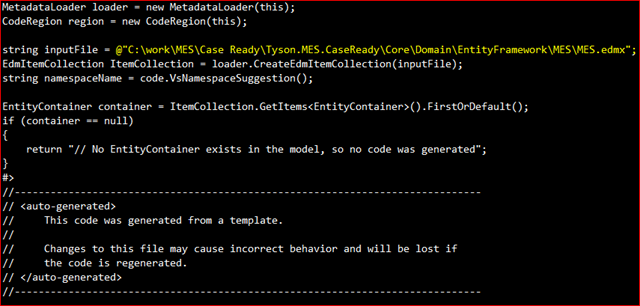 MetadataLoader loader = new MetadataLoader(this);
CodeRegion region = new CodeRegion(this);
string inputFile = @"C:\work\MES\Case Ready\Tyson.MES.CaseReady\Core\Domain\EntityFramework\MES\MES.edmx";
EdmItemCollection ItemCollection = loader.CreateEdmItemCollection(inputFile);
string namespaceName = code.VsNamespaceSuggestion();
EntityContainer container = ItemCollection.GetItems<EntityContainer>().FirstOrDefault();
if (container == null)
{
    return "// No EntityContainer exists in the model, so no code was generated";
}
#>
//------------------------------------------------------------------------------
// <auto-generated>
//     This code was generated from a template.
//
//     Changes to this file may cause incorrect behavior and will be lost if
//     the code is regenerated.
// </auto-generated>
//------------------------------------------------------------------------------